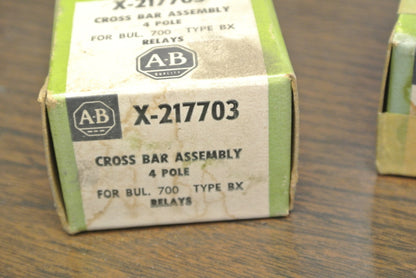 X-217703
CROSS BAR ASSEMBLY
4 POLE
FOR BUL. 700 TYPE BX
RELAYS
A-B
QUALITY
A-B
X-217703
CROSS BAR ASSEMBLY
4 POLE
FOR BUL. 700 TYPE BX
RELAYS